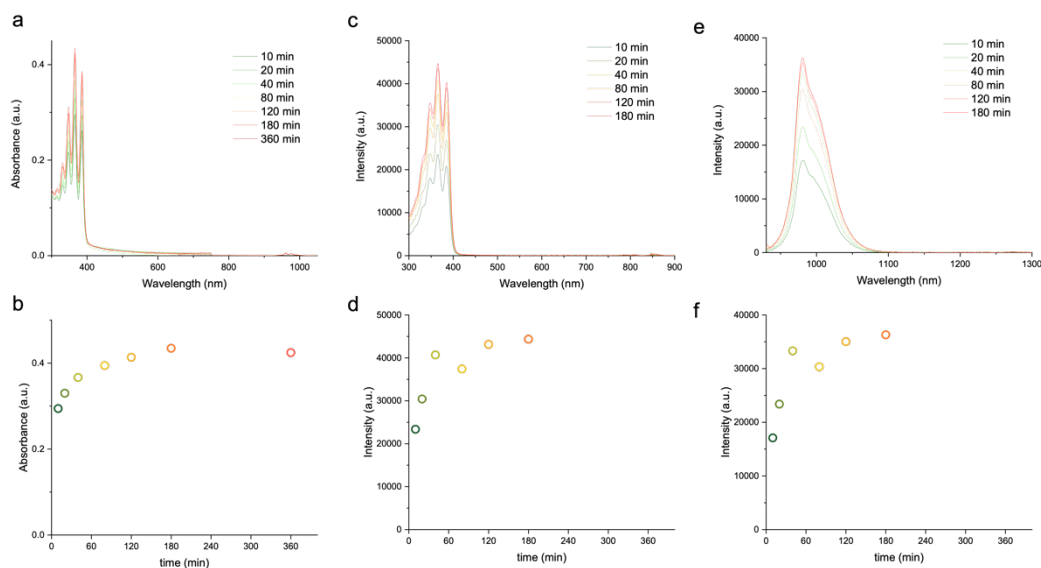 a
0.4
0.2
0.0
Absorbance (a.u.)
400
600
800
1000
Wavelength (nm)
10 min
20 min
40 min
80 min
120 min
180 min
360 min
c
50000
40000
30000
20000
10000
0
Intensity (a.u.)
300
400
500
600
700
800
900
Wavelength (nm)
10 min
20 min
40 min
80 min
120 min
180 min
e
40000
30000
20000
10000
0
Intensity (a.u.)
1000
1100
1200
1300
Wavelength (nm)
10 min
20 min
40 min
80 min
120 min
180 min
b
0.4
0.2
0.0
Absorbance (a.u.)
0
60
120
180
240
300
360
time (min)
d
50000
40000
30000
20000
10000
0
Intensity (a.u.)
0
60
120
180
240
300
360
time (min)
f
40000
30000
20000
10000
0
Intensity (a.u.)
0
60
120
180
240
300
360
time (min)